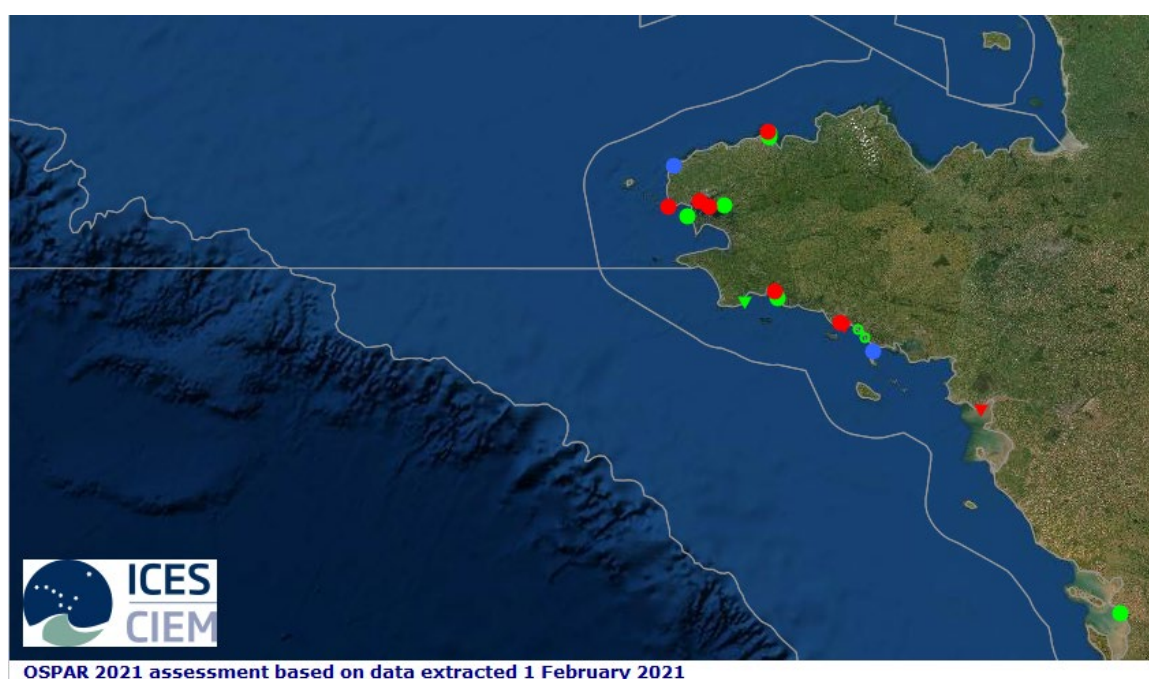 ICES
CIEM
OSPAR 2021 assessment based on data extracted 1 February 2021